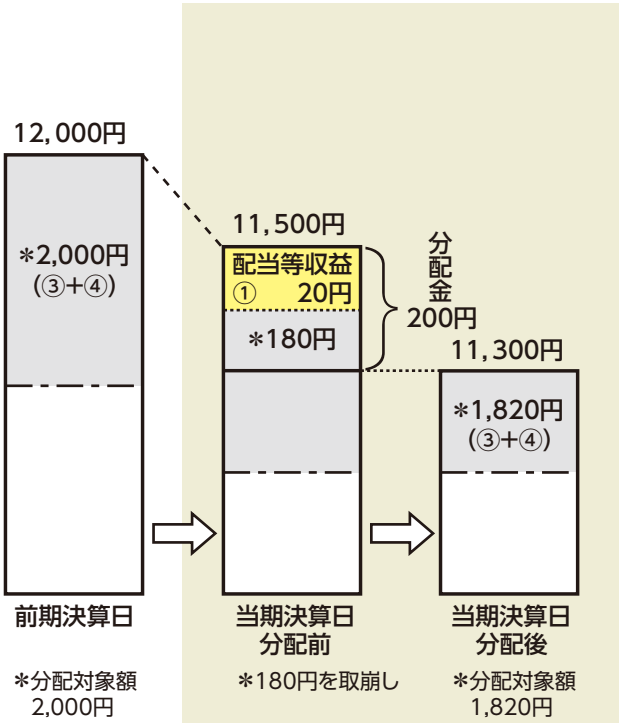 12,000円
*2,000円
(③+④)
前期決算日
*分配対象額
2,000円
11,500円
配当等収益
① 20円
*180円
分配金
200円
当期決算日
分配前
*180円を取崩し
11,300円
*1,820円
(③+④)
当期決算日
分配後
*分配対象額
1,820円